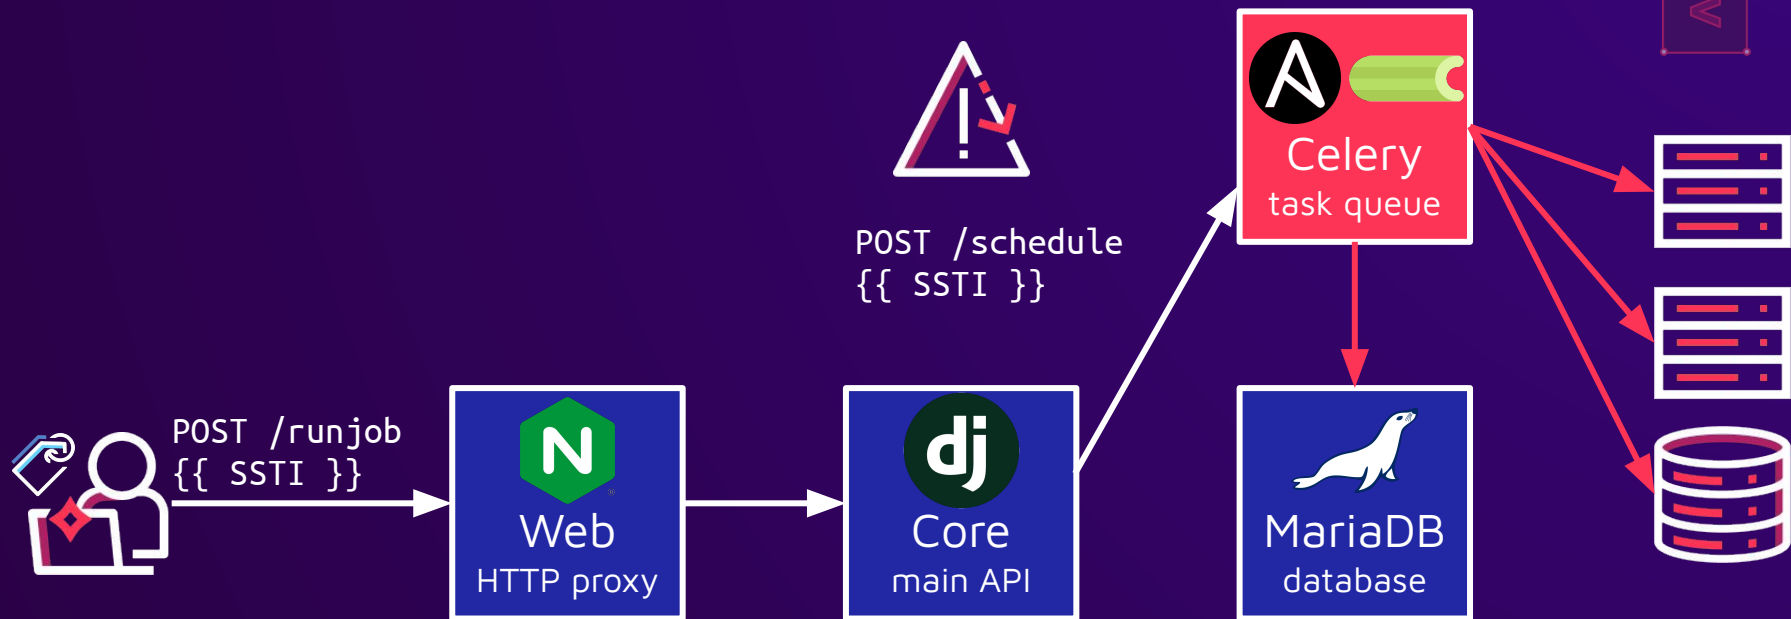 POST /runjob
{{ SSTI }}
N
®
Web
HTTP proxy
dj
Core
main API
POST /schedule
{{ SSTI }}
Celery
task queue
MariaDB
database